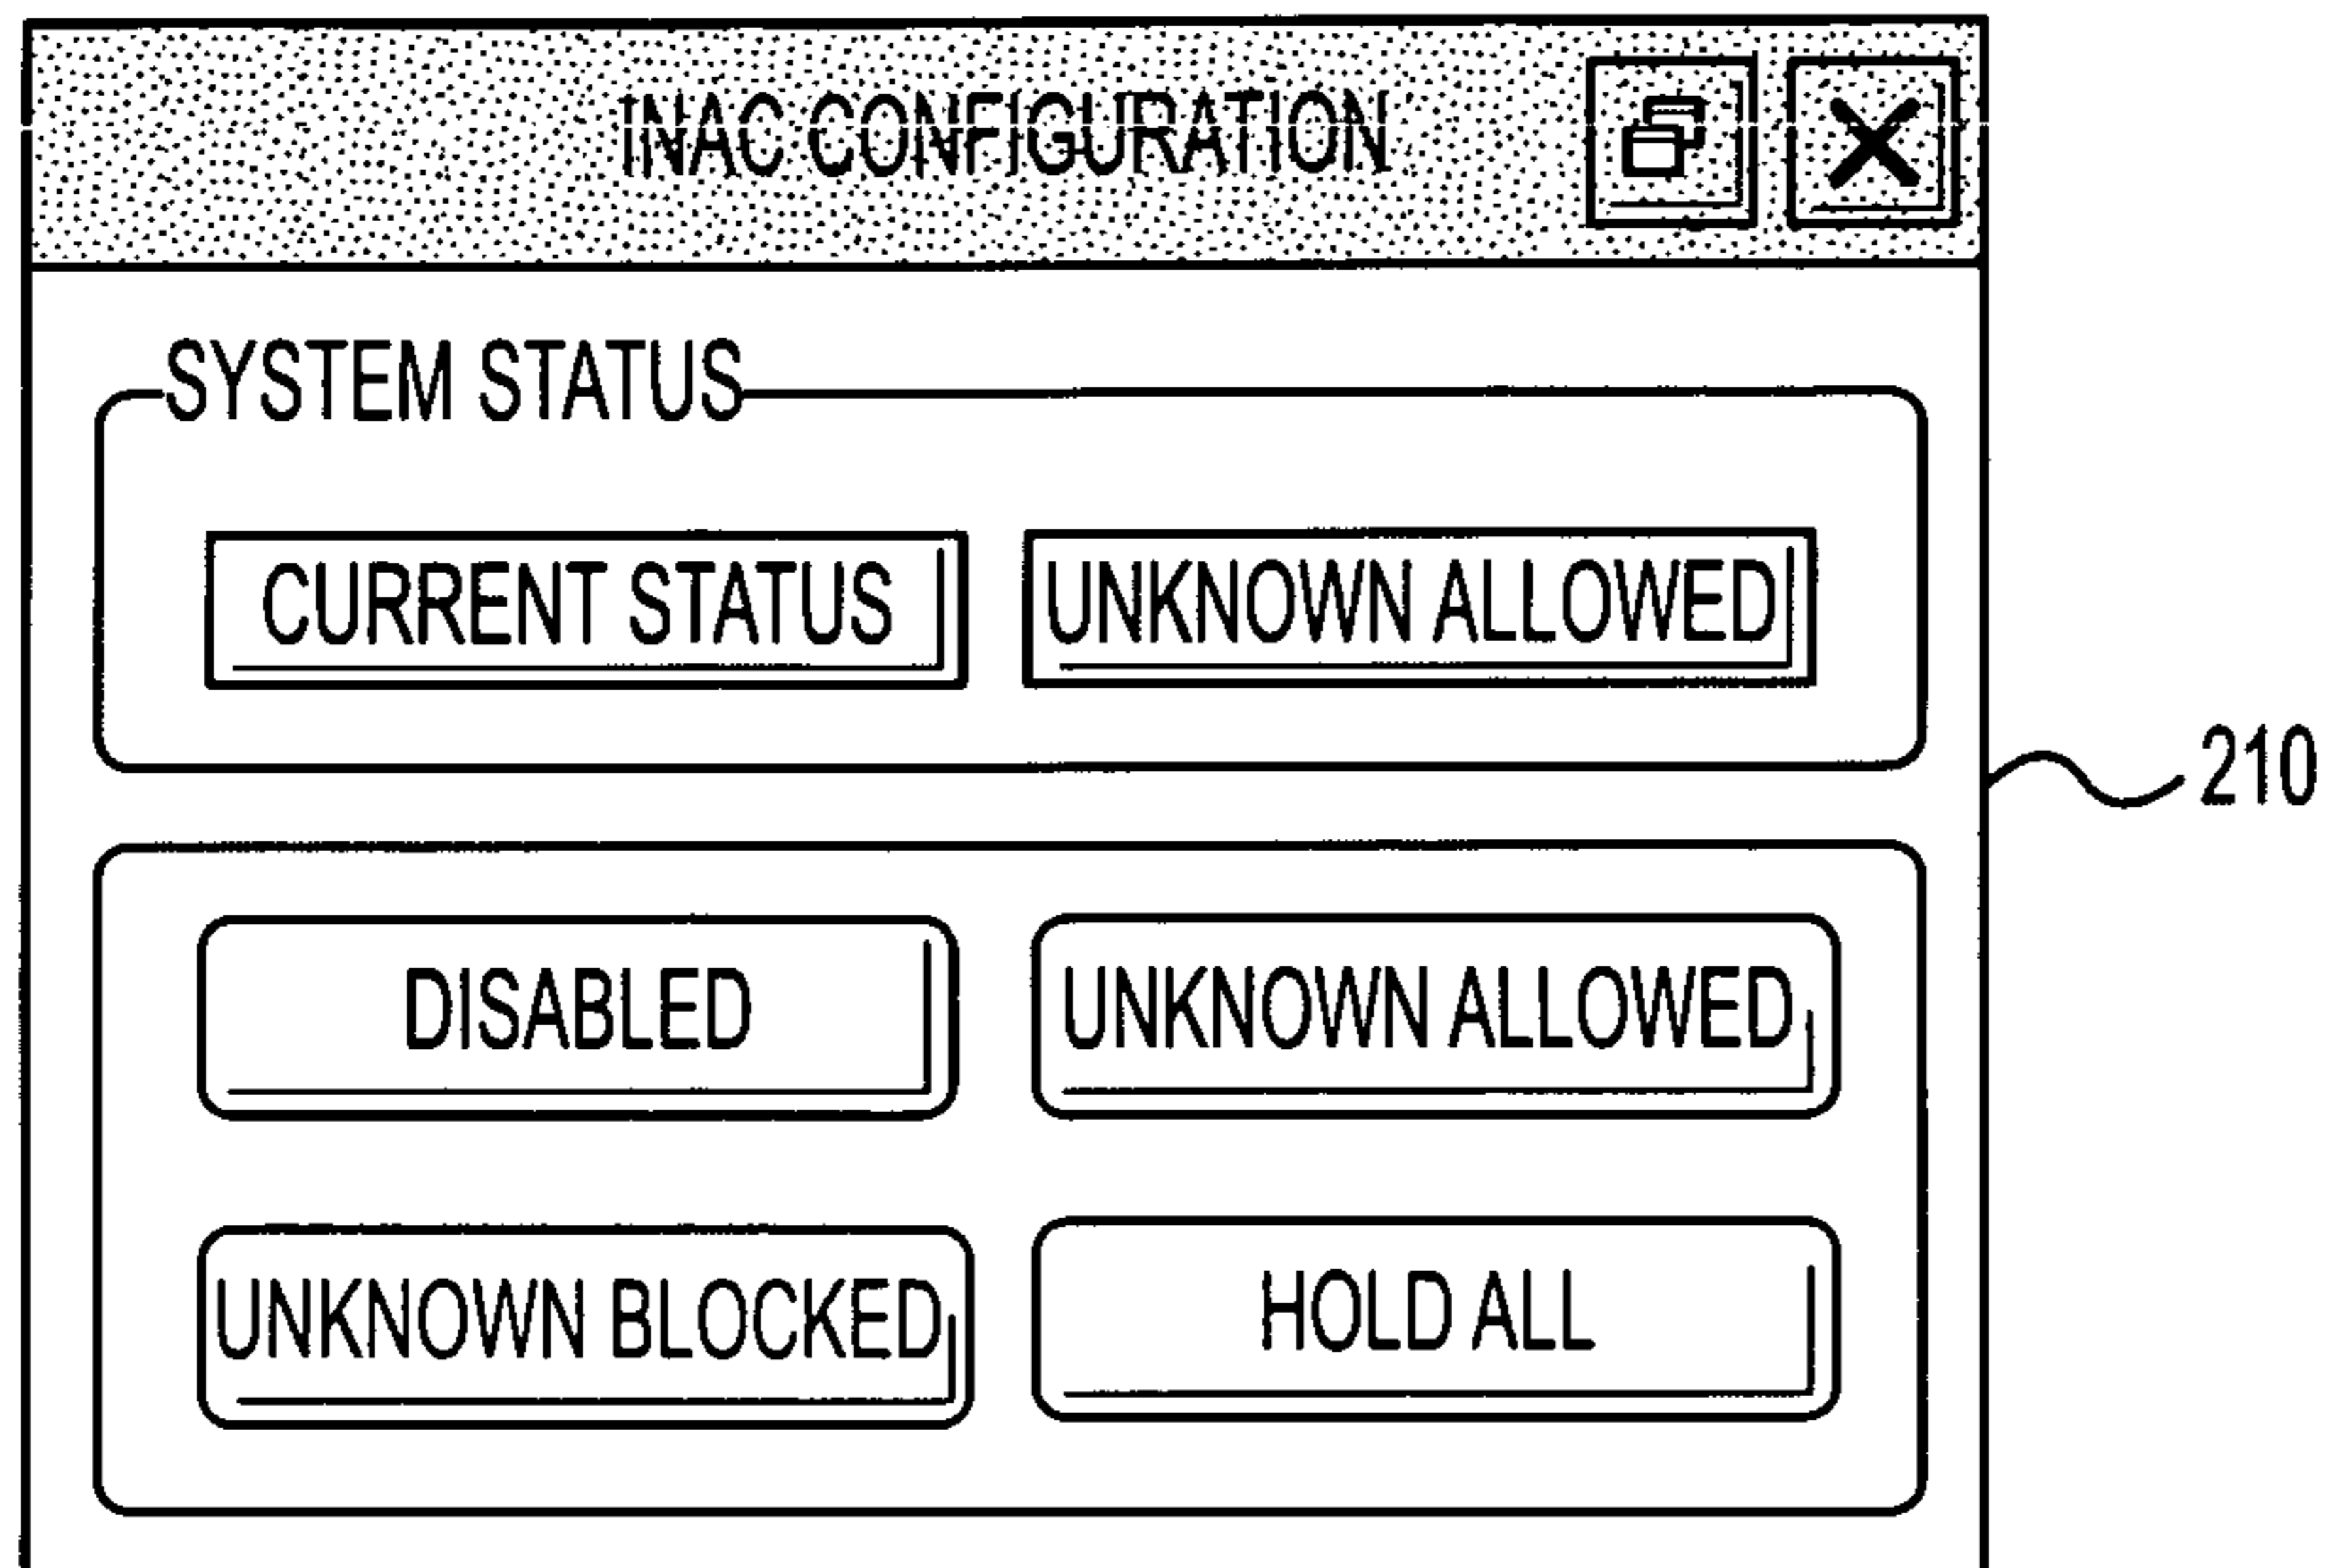 INAC CONFIGURATION
SYSTEM STATUS
CURRENT STATUS UNKNOWN ALLOWED
210
DISABLED UNKNOWN ALLOWED
UNKNOWN BLOCKED HOLD ALL